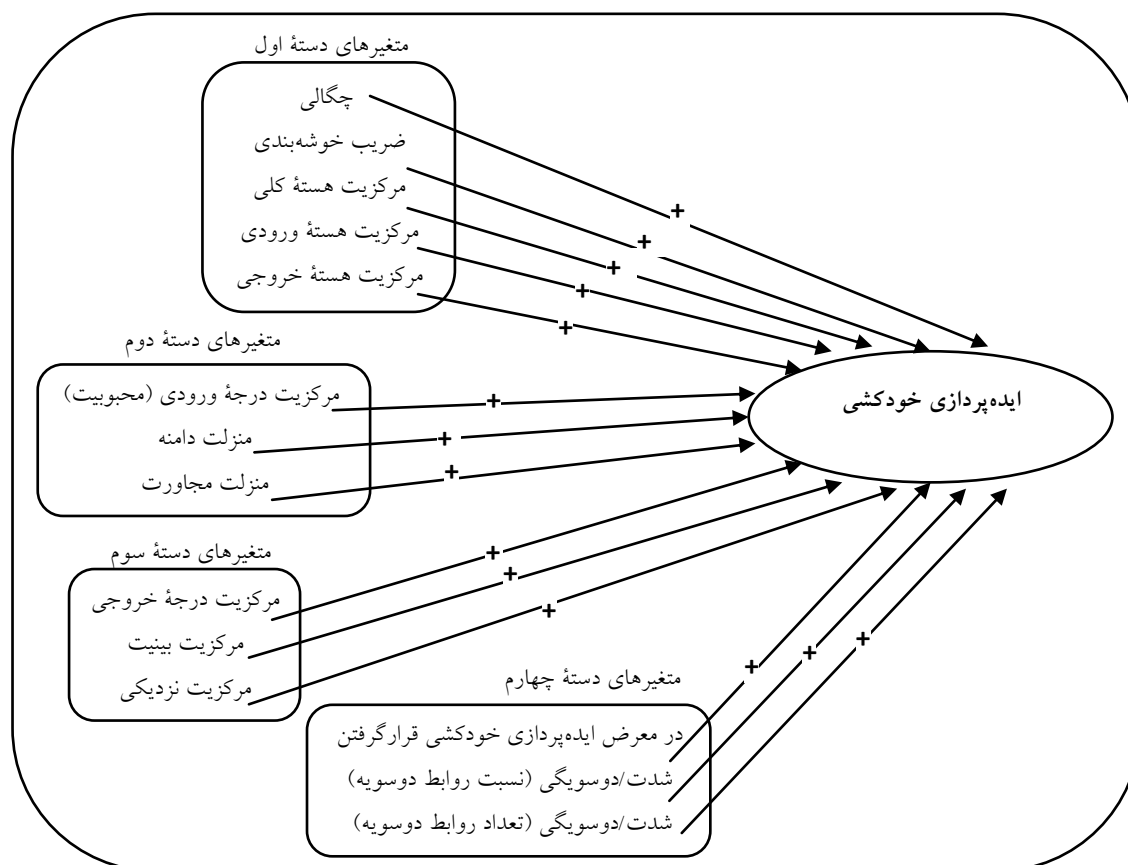 متغیرهای دستهٔ اول
چگالی
ضریب خوشه‌بندی
مرکزیت هستهٔ کلی
مرکزیت هستهٔ ورودی
مرکزیت هستهٔ خروجی
+
+
+
+
+
متغیرهای دستهٔ دوم
مرکزیت درجهٔ ورودی (محبوبیت)
منزلت دامنه
منزلت مجاورت
+
+
+
ایده‌پردازی خودکشی
متغیرهای دستهٔ سوم
مرکزیت درجهٔ خروجی
مرکزیت بینیت
مرکزیت نزدیکی
+
+
+
متغیرهای دستهٔ چهارم
در معرض ایده‌پردازی خودکشی قرارگرفتن
شدت/دوسویگی (نسبت روابط دوسویه)
شدت/دوسویگی (تعداد روابط دوسویه)
+
+
+